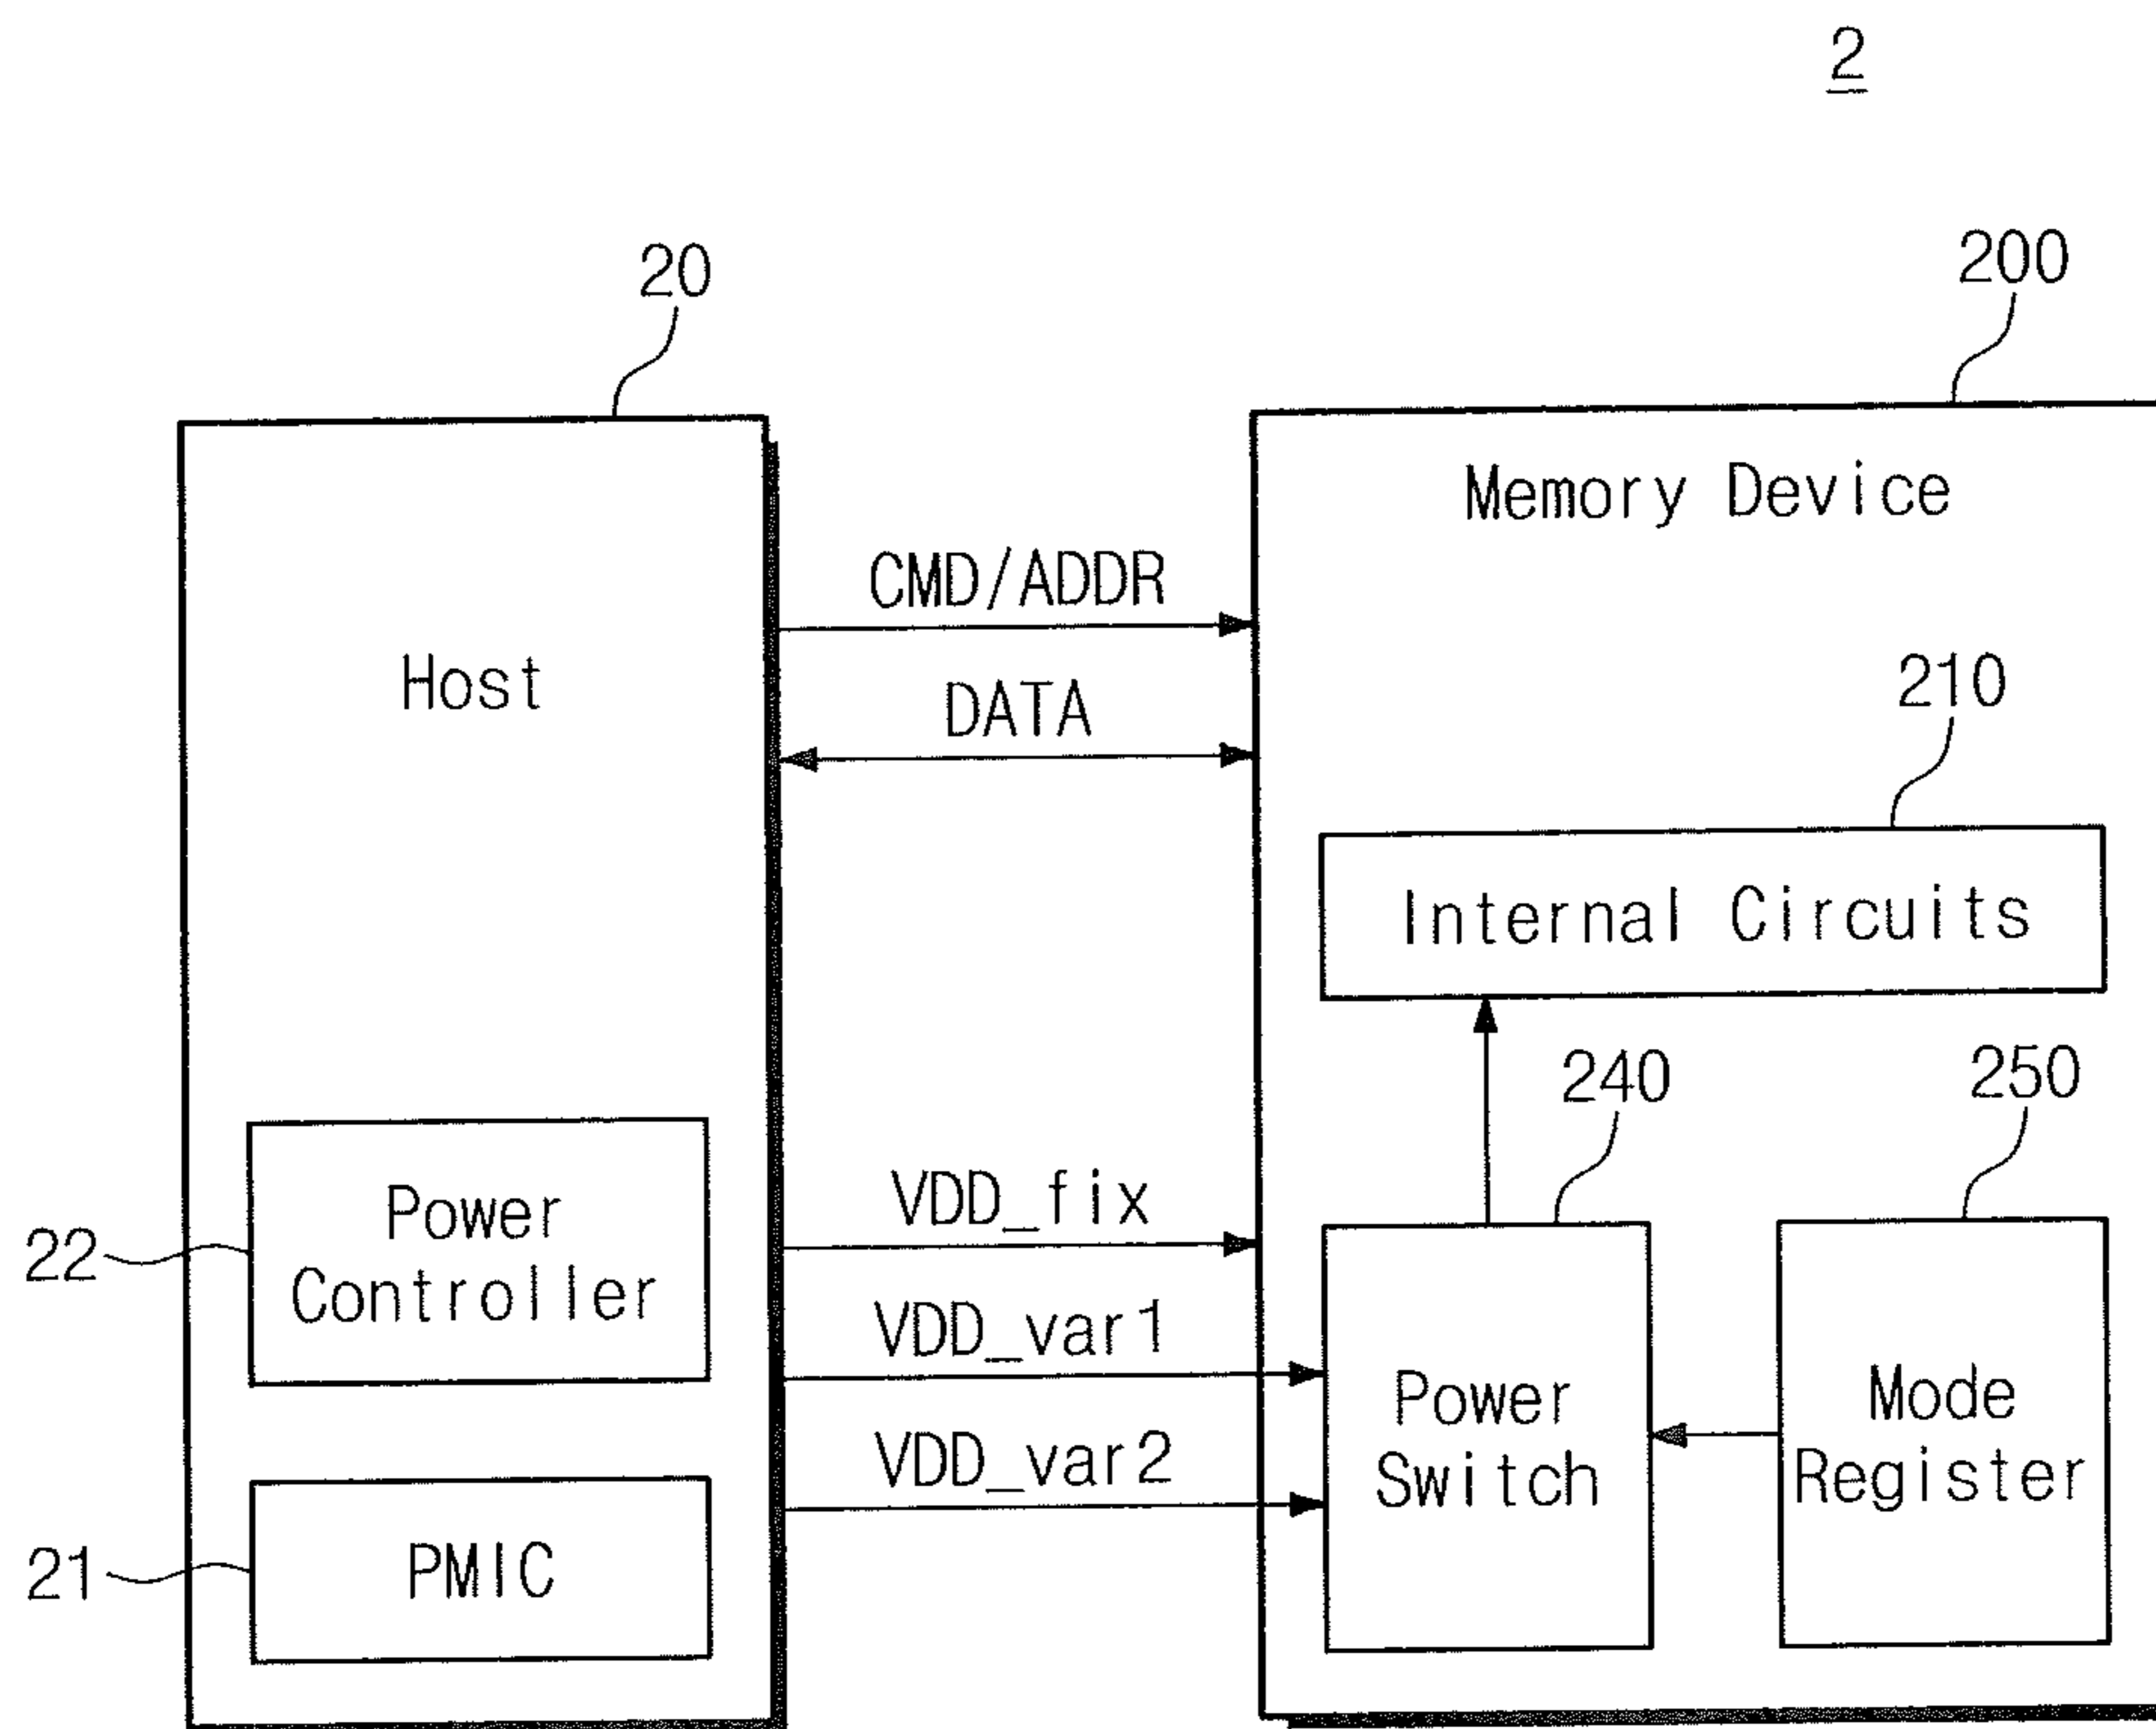 2
20
200
Memory Device
CMD/ADDR
Host
DATA
210
Internal Circuits
240
250
Power
Controller
22
VDD_fix
VDD_var1
Power
Switch
Mode
Register
VDD_var2
PMIC
21